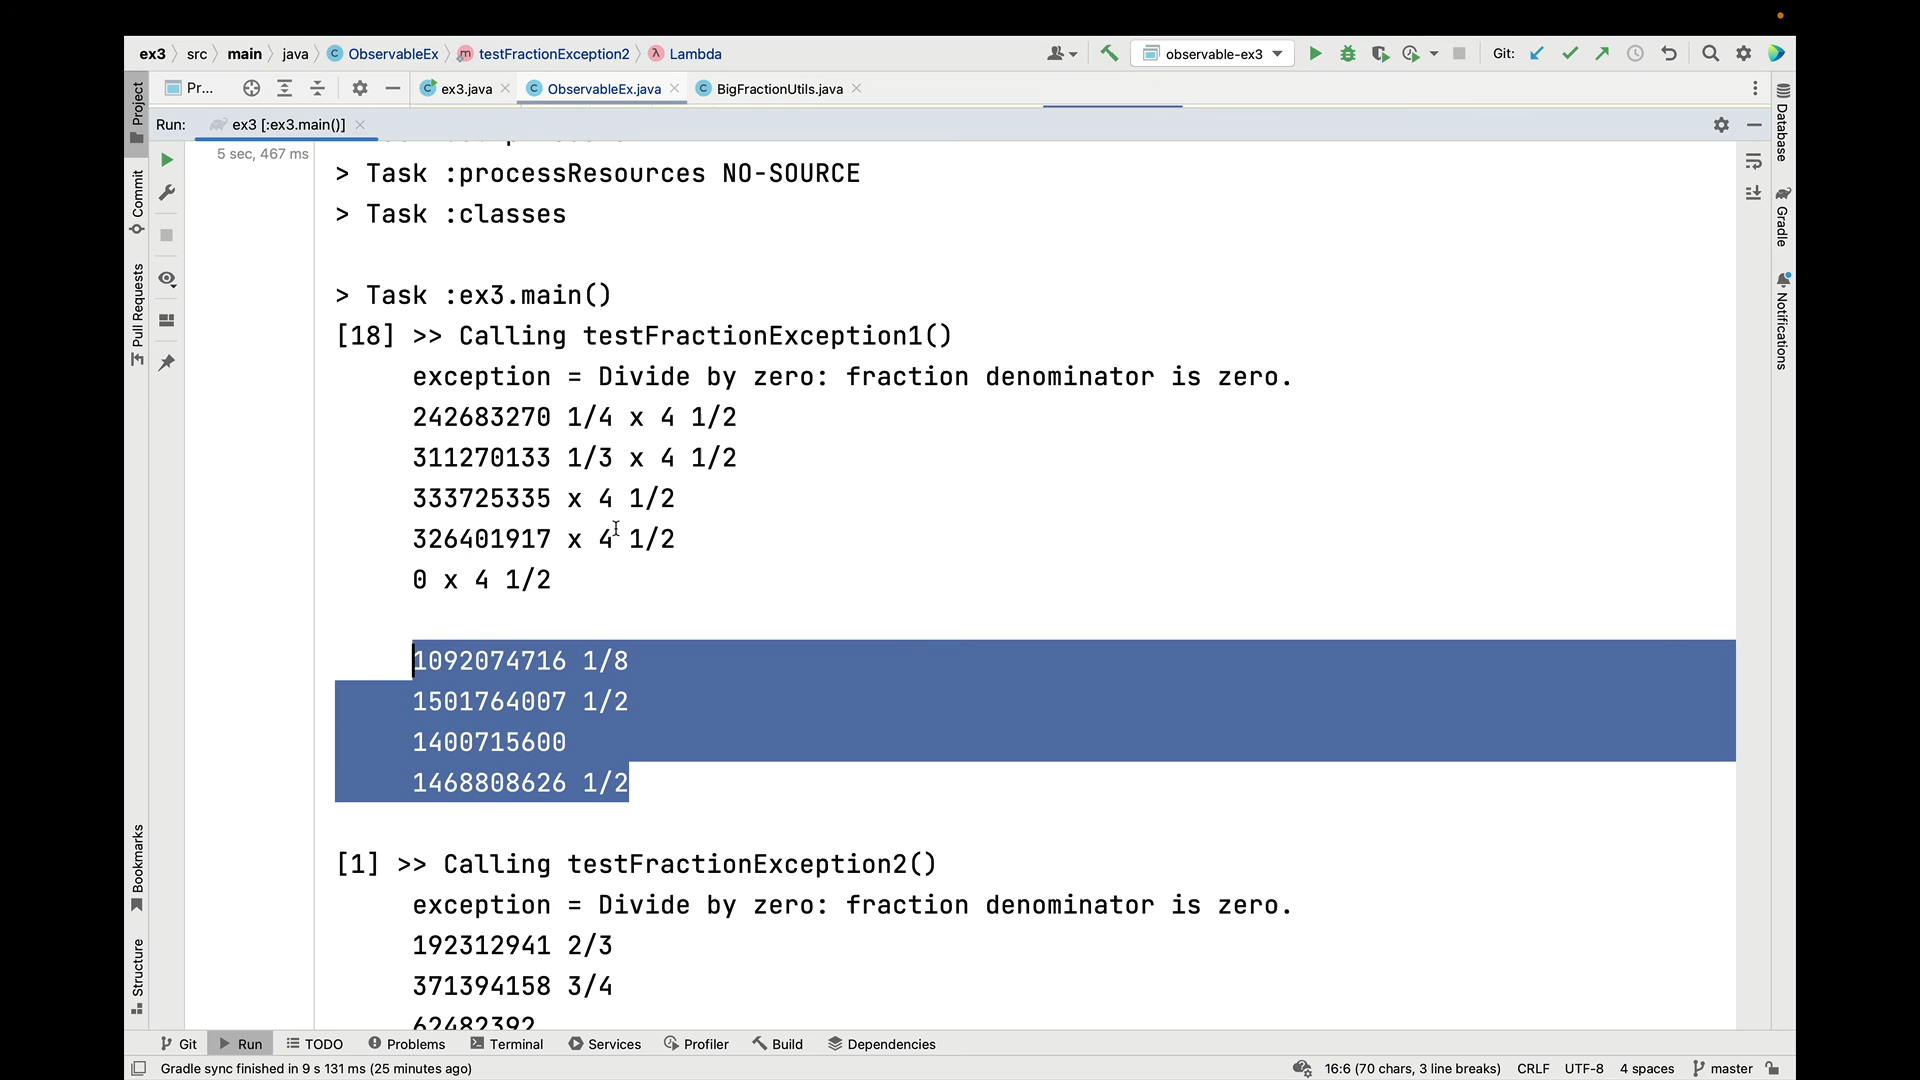 ex3 src main java ObservableEx testFractionException2 Lambda observable-ex3 Git:
Pr... ex3.java ObservableEx.java BigFractionUtils.java
Run: ex3 [:ex3.main()]
5 sec, 467 ms
> Task :processResources NO-SOURCE
> Task :classes
> Task :ex3.main()
[18] >> Calling testFractionException1()
exception = Divide by zero: fraction denominator is zero.
242683270 1/4 x 4 1/2
311270133 1/3 x 4 1/2
333725335 x 4 1/2
326401917 x 4 1/2
0 x 4 1/2
1092074716 1/8
1501764007 1/2
1400715600
1468808626 1/2
[1] >> Calling testFractionException2()
exception = Divide by zero: fraction denominator is zero.
192312941 2/3
371394158 3/4
62482392
Project
Commit
Pull Requests
Bookmarks
Structure
Database
Gradle
Notifications
Git Run TODO Problems Terminal Services Profiler Build Dependencies
Gradle sync finished in 9 s 131 ms (25 minutes ago) 16:6 (70 chars, 3 line breaks) CRLF UTF-8 4 spaces master